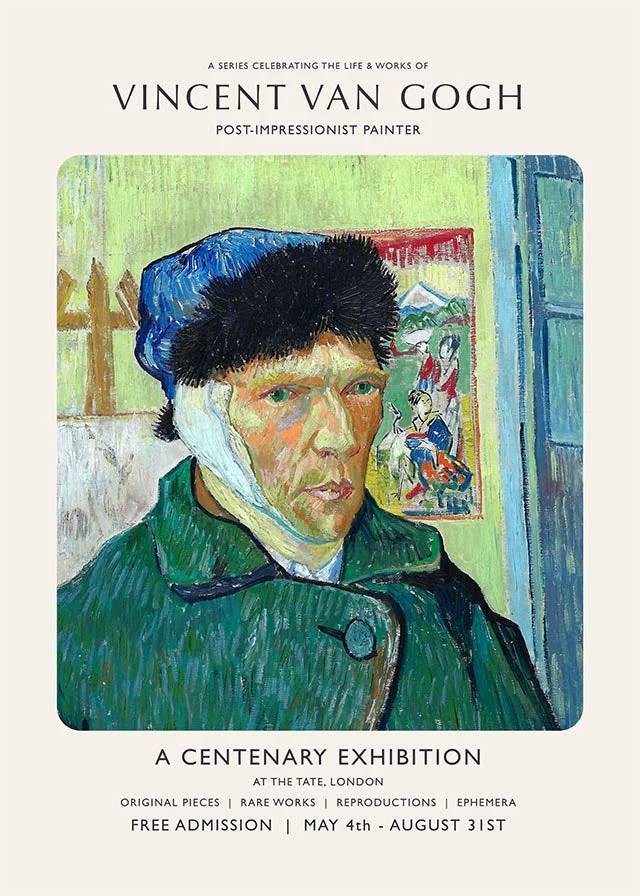 A SERIES CELEBRATING THE LIFE & WORKS OF
VINCENT VAN GOGH
POST-IMPRESSIONIST PAINTER
A CENTENARY EXHIBITION
AT THE TATE, LONDON
ORIGINAL PIECES | RARE WORKS | REPRODUCTIONS | EPHEMERA
FREE ADMISSION | MAY 4th - AUGUST 31ST